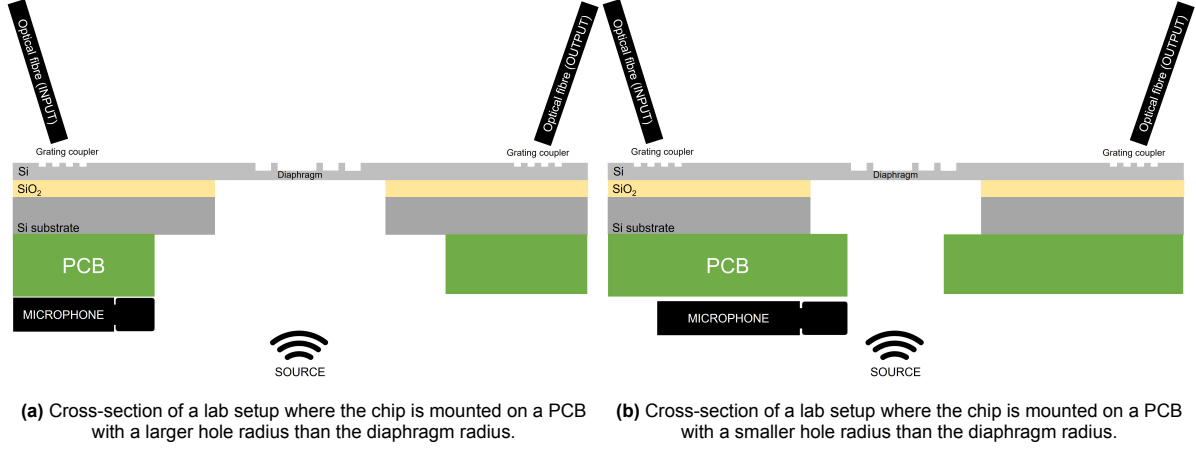 Optical fibre (INPUT)
Optical fibre (OUTPUT)
Grating coupler
Grating coupler
Si
Diaphragm
SiO2
Si substrate
PCB
MICROPHONE
SOURCE
(a) Cross-section of a lab setup where the chip is mounted on a PCB
with a larger hole radius than the diaphragm radius.
Optical fibre (INPUT)
Optical fibre (OUTPUT)
Grating coupler
Grating coupler
Si
Diaphragm
SiO2
Si substrate
PCB
MICROPHONE
SOURCE
(b) Cross-section of a lab setup where the chip is mounted on a PCB
with a smaller hole radius than the diaphragm radius.